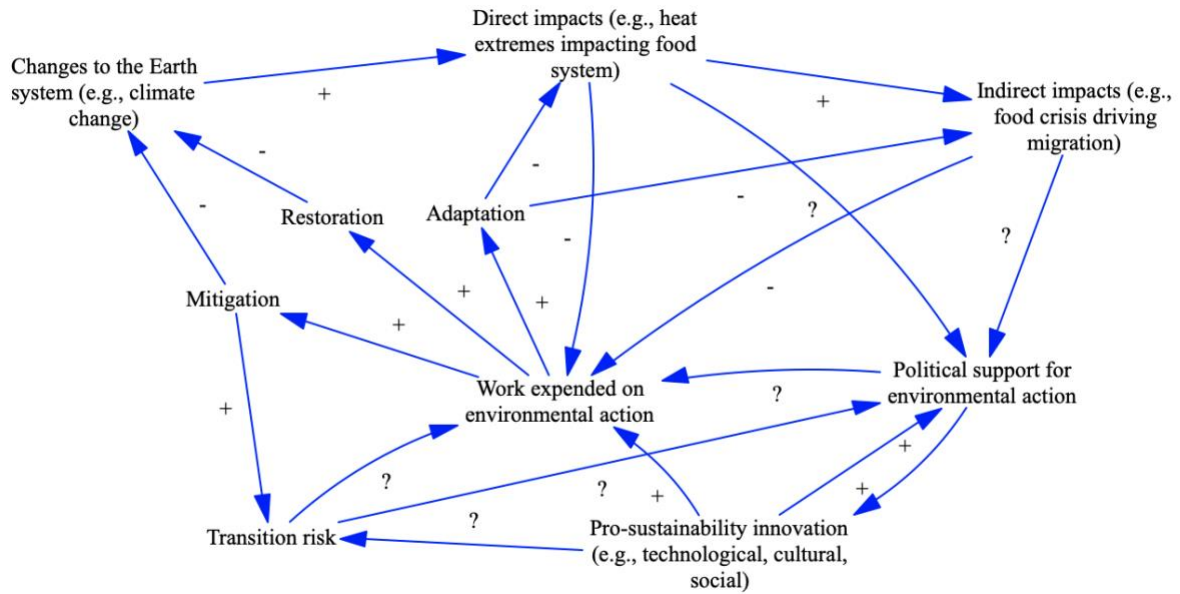 Direct impacts (e.g., heat
extremes impacting food
system)
Changes to the Earth
system (e.g., climate
change)
+
+
Indirect impacts (e.g.,
food crisis driving
migration)
-
-
-
Restoration
Adaptation
-
?
?
-
-
Mitigation
+
+
+
Work expended on
environmental action
?
Political support for
environmental action
+
?
?
+
+
+
?
Transition risk
Pro-sustainability innovation
(e.g., technological, cultural,
social)